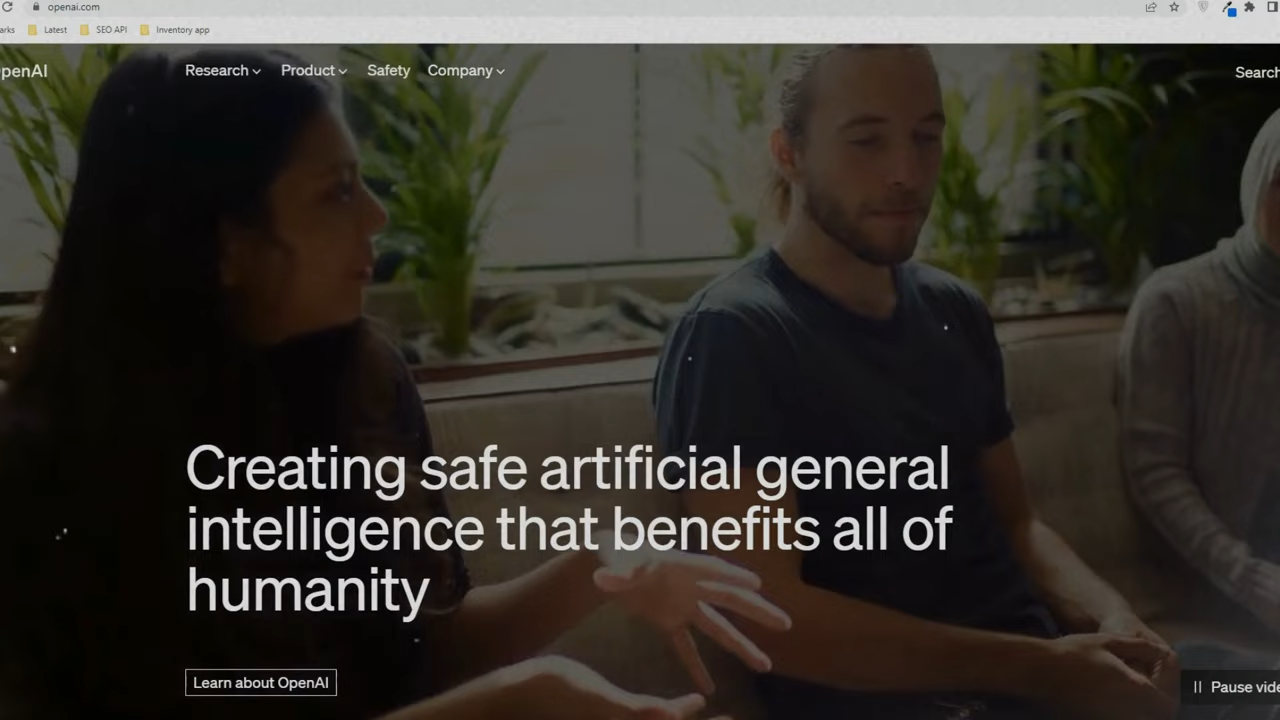 openai.com
arks Latest SEO API Inventory app
penAI Research Product Safety Company Search
Creating safe artificial general
intelligence that benefits all of
humanity
Learn about OpenAI
Pause vide